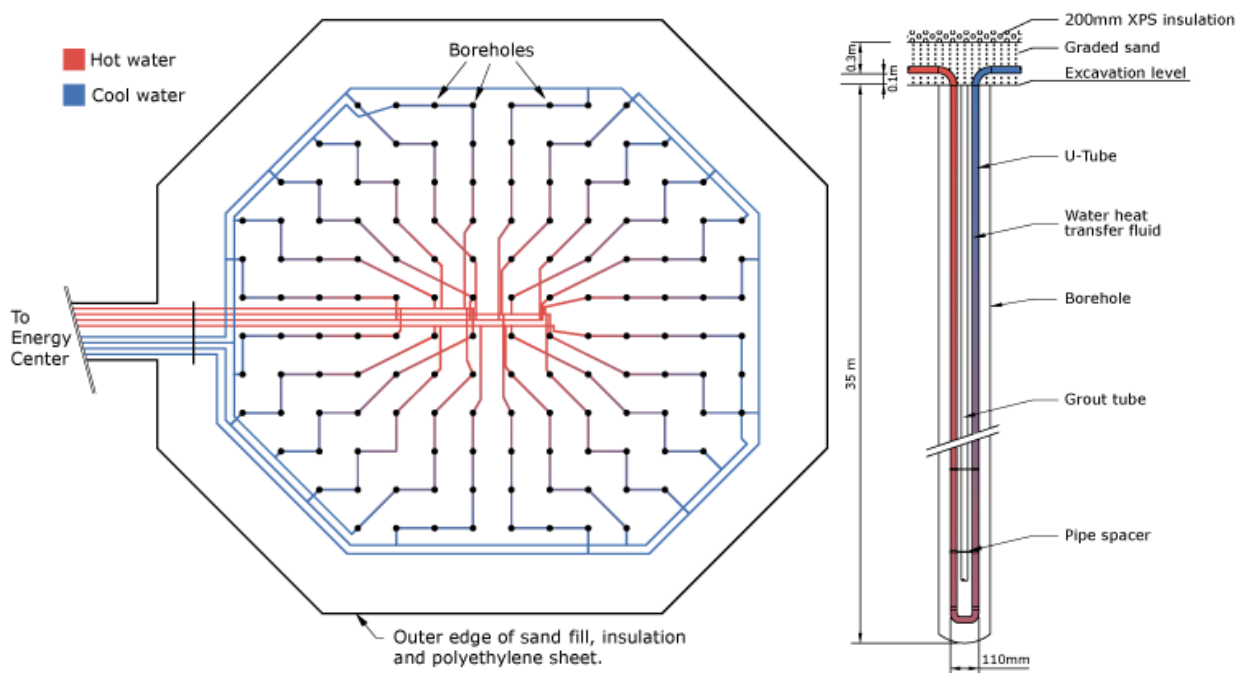 Hot water
Cool water
Boreholes
To
Energy
Center
Outer edge of sand fill, insulation
and polyethylene sheet.
200mm XPS insulation
Graded sand
Excavation level
0.3m
0.1m
U-Tube
Water heat
transfer fluid
Borehole
35 m
Grout tube
Pipe spacer
110mm